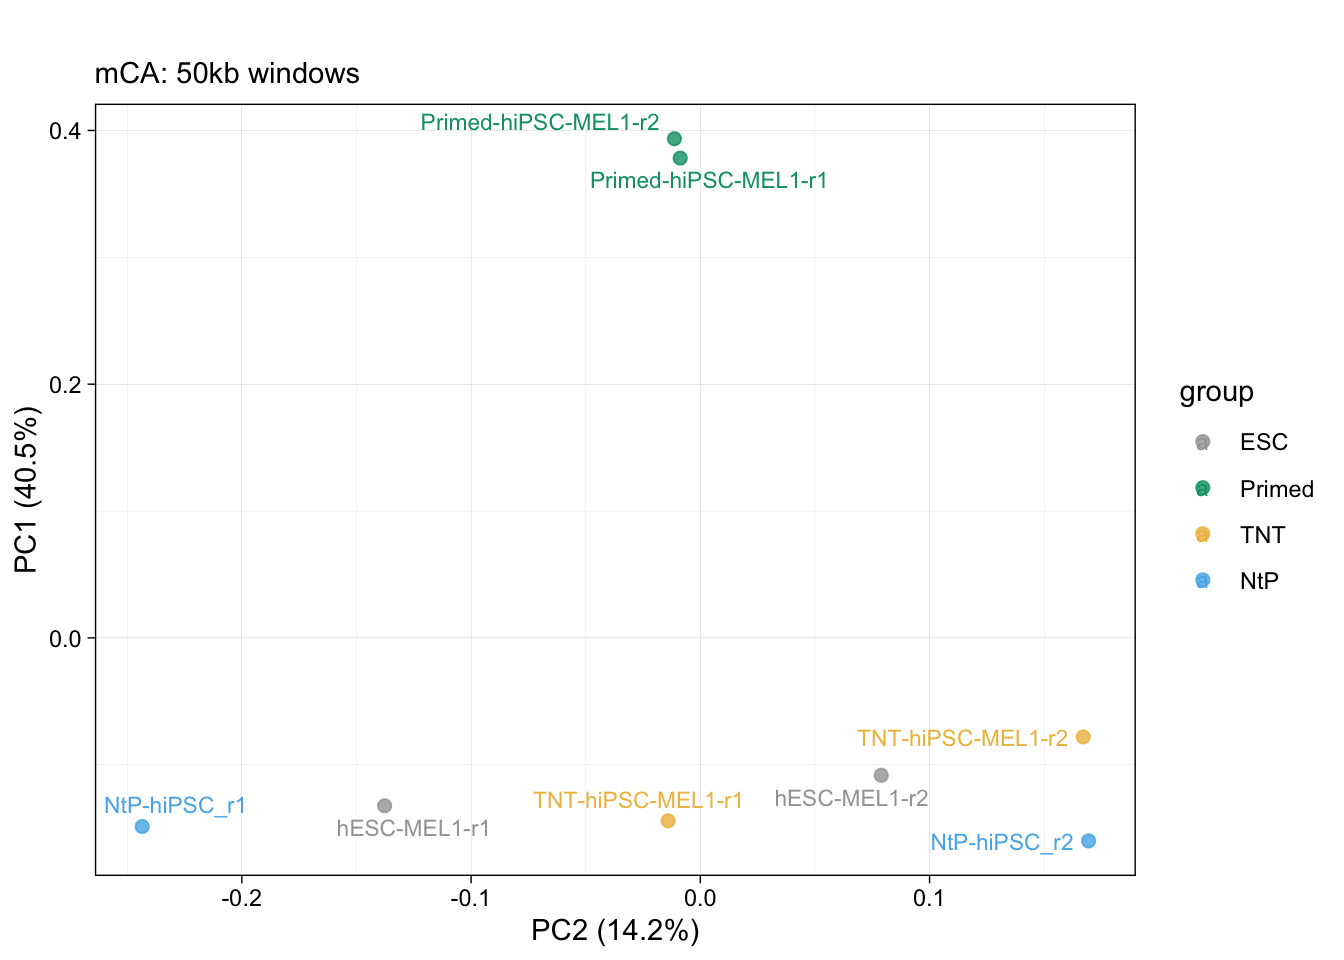 mCA: 50kb windows
Primed-hiPSC-MEL1-r2
Primed-hiPSC-MEL1-r1
TNT-hiPSC-MEL1-r2
NtP-hiPSC_r1
TNT-hiPSC-MEL1-r1
hESC-MEL1-r2
hESC-MEL1-r1
NtP-hiPSC_r2
0.4
0.2
0.0
PC1 (40.5%)
-0.2
-0.1
0.0
0.1
PC2 (14.2%)
group
a ESC
a Primed
a TNT
a NtP